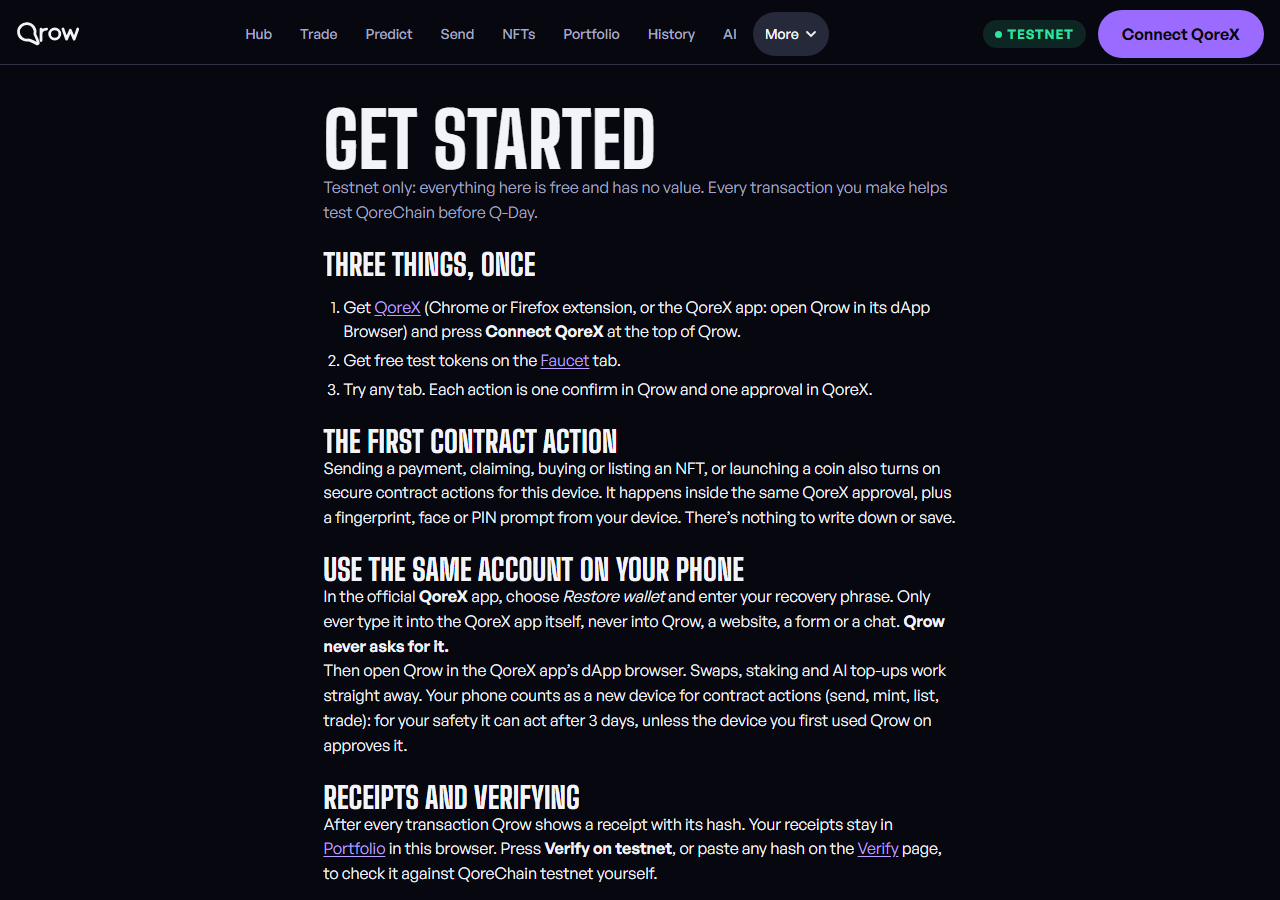 Qrow
Hub Trade Predict Send NFTs Portfolio History AI More
TESTNET
Connect QoreX
GET STARTED
Testnet only: everything here is free and has no value. Every transaction you make helps
test QoreChain before Q-Day.
THREE THINGS, ONCE
1. Get QoreX (Chrome or Firefox extension, or the QoreX app: open Qrow in its dApp
Browser) and press Connect QoreX at the top of Qrow.
2. Get free test tokens on the Faucet tab.
3. Try any tab. Each action is one confirm in Qrow and one approval in QoreX.
THE FIRST CONTRACT ACTION
Sending a payment, claiming, buying or listing an NFT, or launching a coin also turns on
secure contract actions for this device. It happens inside the same QoreX approval, plus
a fingerprint, face or PIN prompt from your device. There’s nothing to write down or save.
USE THE SAME ACCOUNT ON YOUR PHONE
In the official QoreX app, choose Restore wallet and enter your recovery phrase. Only
ever type it into the QoreX app itself, never into Qrow, a website, a form or a chat. Qrow
never asks for it.
Then open Qrow in the QoreX app’s dApp browser. Swaps, staking and AI top-ups work
straight away. Your phone counts as a new device for contract actions (send, mint, list,
trade): for your safety it can act after 3 days, unless the device you first used Qrow on
approves it.
RECEIPTS AND VERIFYING
After every transaction Qrow shows a receipt with its hash. Your receipts stay in
Portfolio in this browser. Press Verify on testnet, or paste any hash on the Verify page,
to check it against QoreChain testnet yourself.